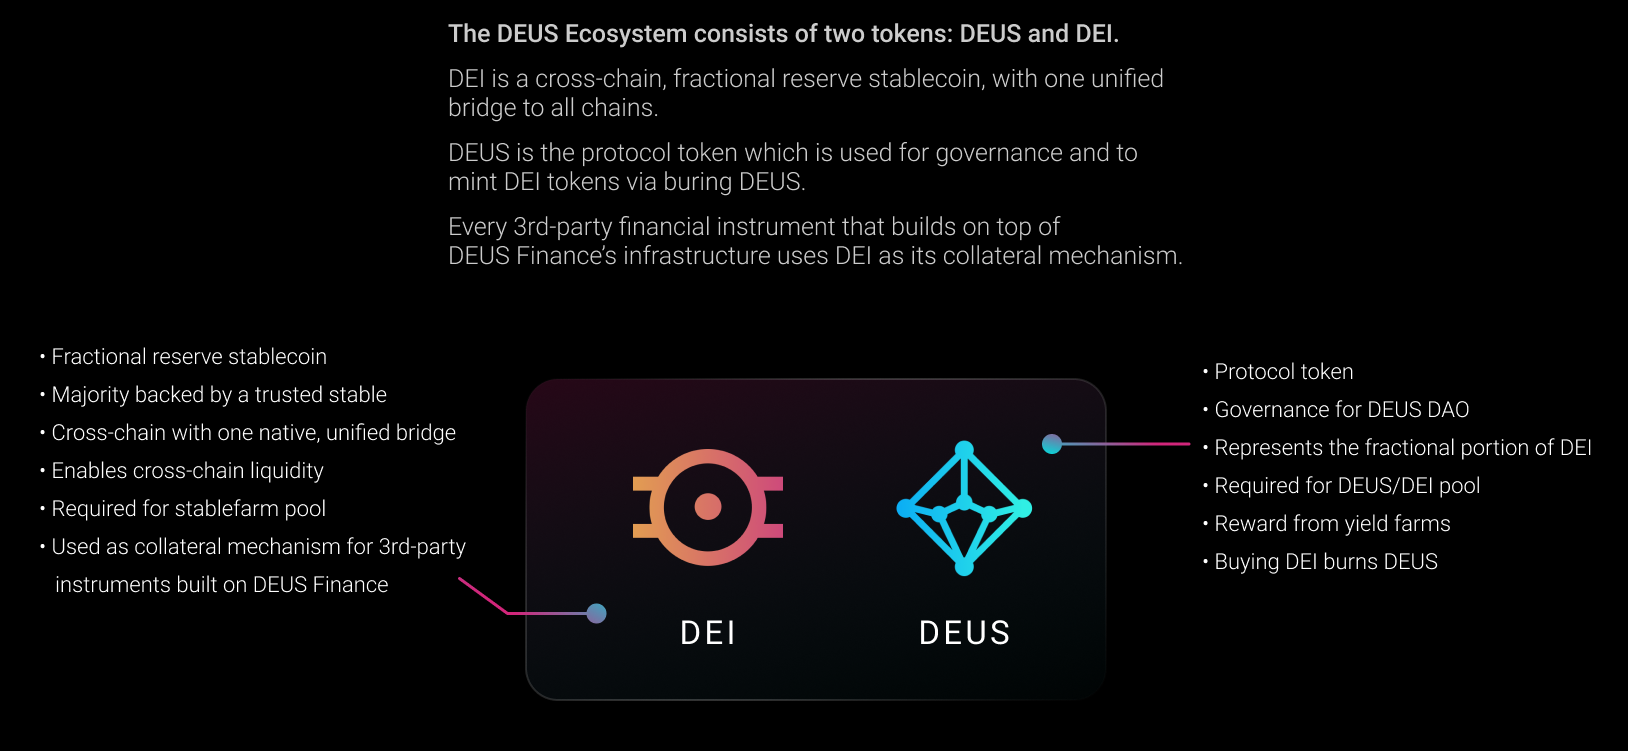 The DEUS Ecosystem consists of two tokens: DEUS and DEI.
DEI is a cross-chain, fractional reserve stablecoin, with one unified
bridge to all chains.
DEUS is the protocol token which is used for governance and to
mint DEI tokens via buring DEUS.
Every 3rd-party financial instrument that builds on top of
DEUS Finance’s infrastructure uses DEI as its collateral mechanism.
• Fractional reserve stablecoin
• Majority backed by a trusted stable
• Cross-chain with one native, unified bridge
• Enables cross-chain liquidity
• Required for stablefarm pool
• Used as collateral mechanism for 3rd-party
instruments built on DEUS Finance
DEI
DEUS
• Protocol token
• Governance for DEUS DAO
• Represents the fractional portion of DEI
• Required for DEUS/DEI pool
• Reward from yield farms
• Buying DEI burns DEUS